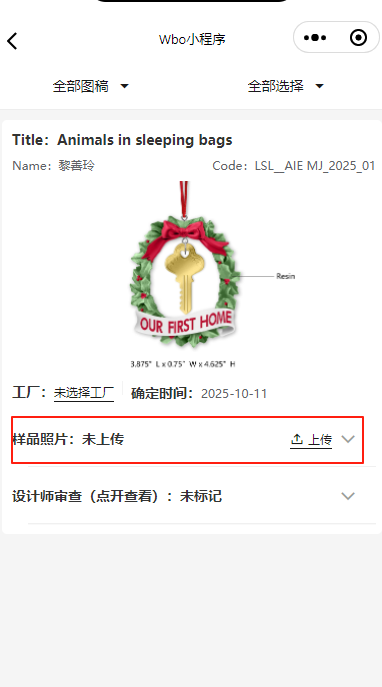 Wbo小程序
全部图稿 全部选择
Title：Animals in sleeping bags
Name：黎善玲 Code：LSL__AIE MJ_2025_01
Resin
OUR FIRST HOME
3.875" L x 0.75" W x 4.625" H
工厂：未选择工厂 确定时间：2025-10-11
样品照片：未上传 上传
设计师审查（点开查看）：未标记